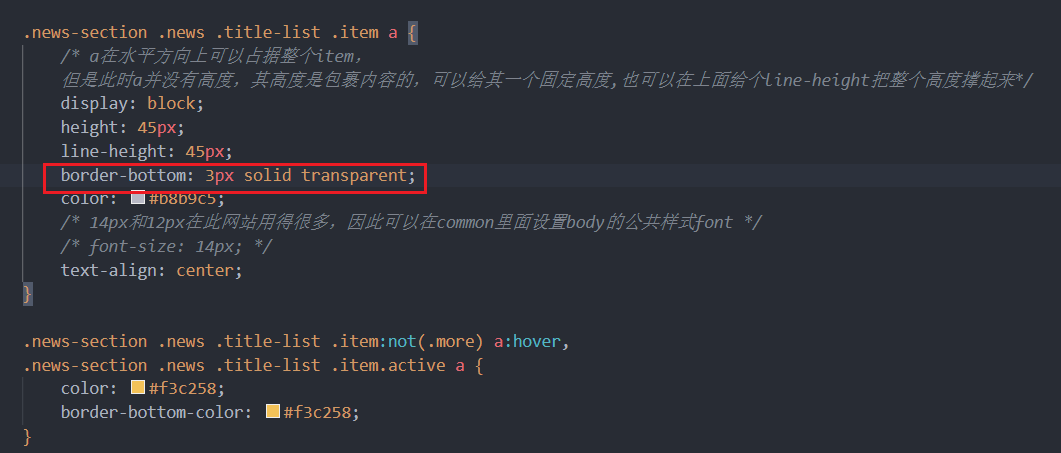 .news-section .news .title-list .item a {
/* a在水平方向上可以占据整个item，
但是此时a并没有高度，其高度是包裹内容的，可以给其一个固定高度,也可以在上面给个line-height把整个高度撑起来*/
display: block;
height: 45px;
line-height: 45px;
border-bottom: 3px solid transparent;
color: #b8b9c5;
/* 14px和12px在此网站用得很多，因此可以在common里面设置body的公共样式font */
/* font-size: 14px; */
text-align: center;
}
.news-section .news .title-list .item:not(.more) a:hover,
.news-section .news .title-list .item.active a {
color: #f3c258;
border-bottom-color: #f3c258;
}